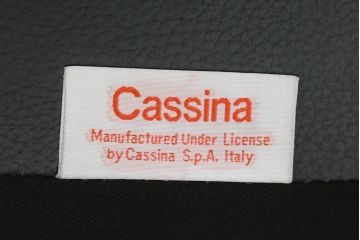 Cassina
Manufactured Under License
by Cassina S.p.A. Italy